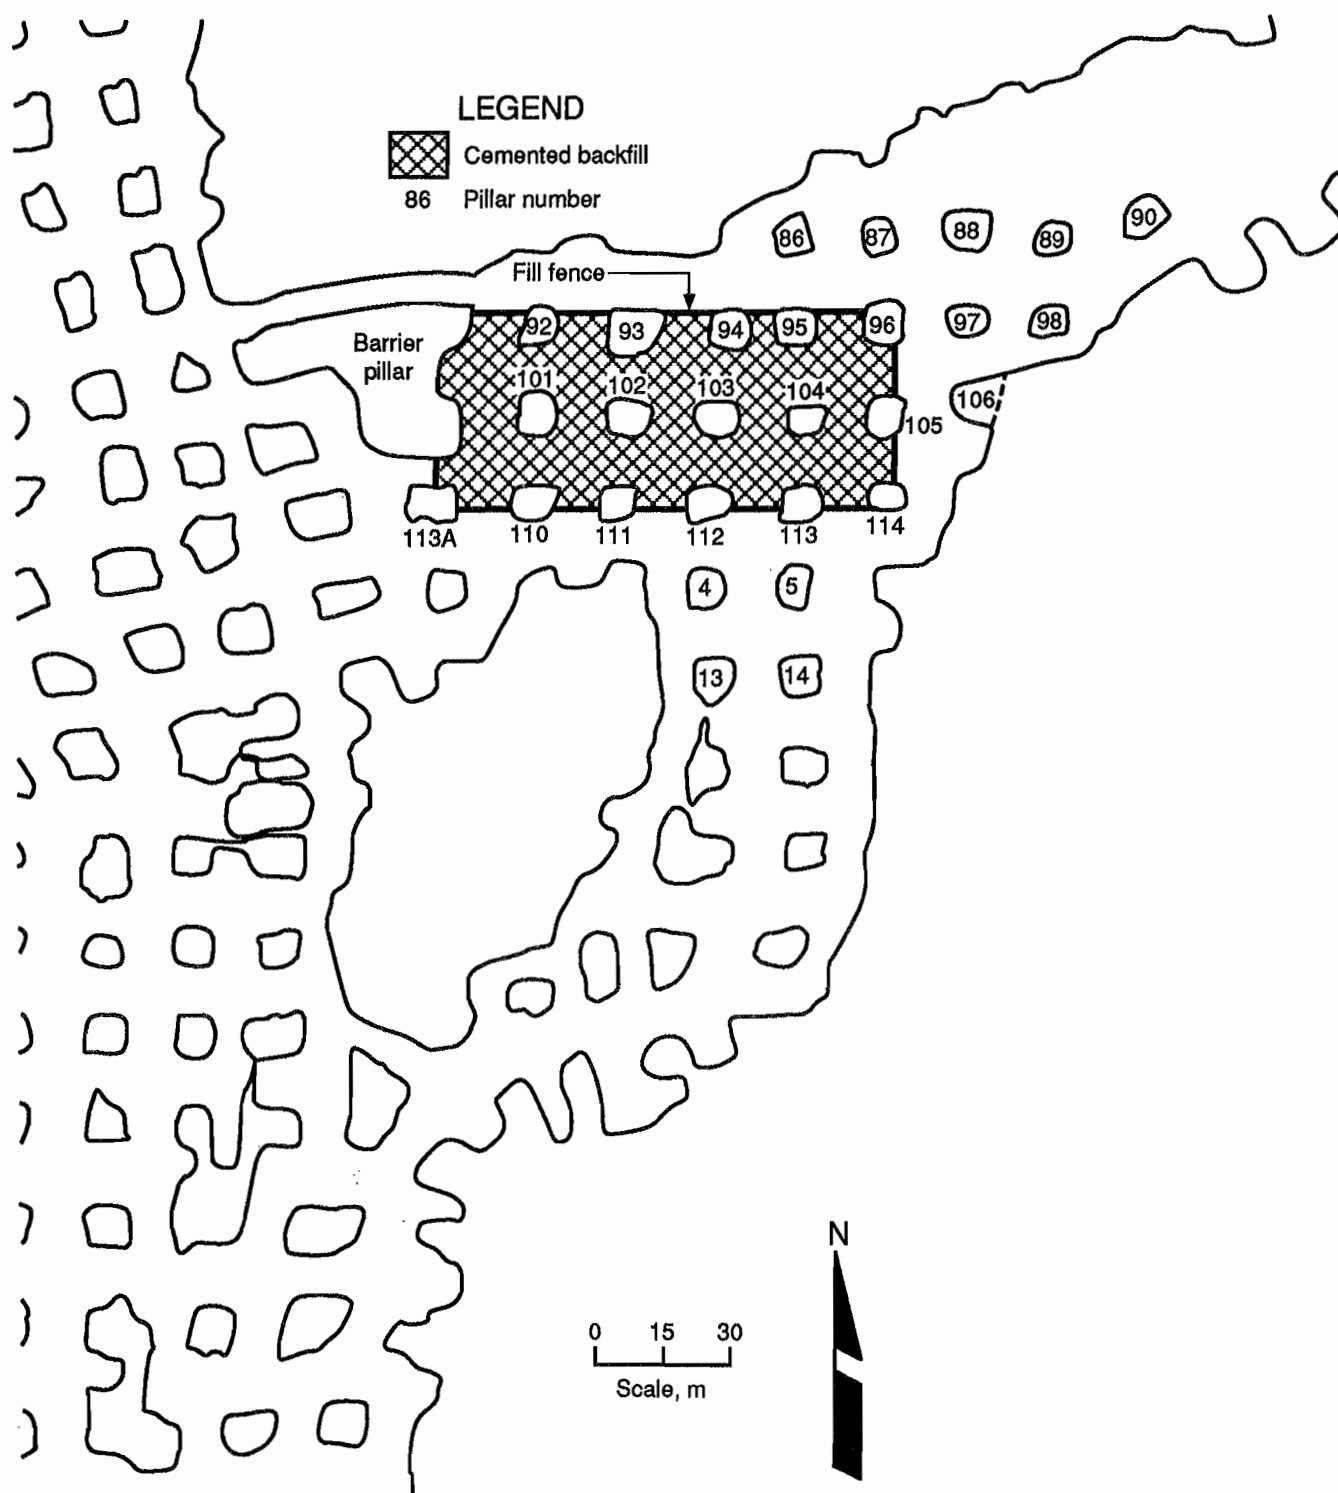 LEGEND
Cemented backfill
86 Pillar number
86 87 88 89 90
Fill fence
92 93 94 95 96 97 98
Barrier
pillar
101 102 103 104 105 106
113A 110 111 112 113 114
4 5
13 14
N
0 15 30
Scale, m